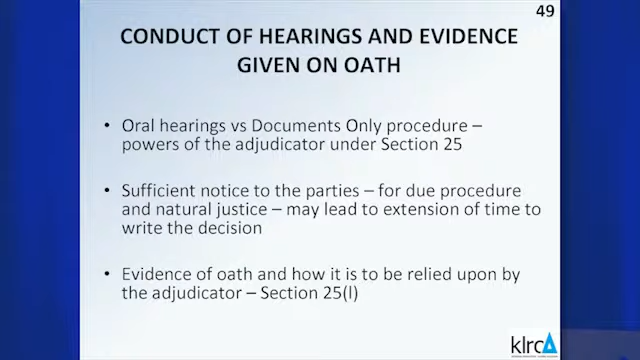 49
CONDUCT OF HEARINGS AND EVIDENCE
GIVEN ON OATH
• Oral hearings vs Documents Only procedure –
powers of the adjudicator under Section 25
• Sufficient notice to the parties – for due procedure
and natural justice – may lead to extension of time to
write the decision
• Evidence of oath and how it is to be relied upon by
the adjudicator – Section 25(l)
klrca